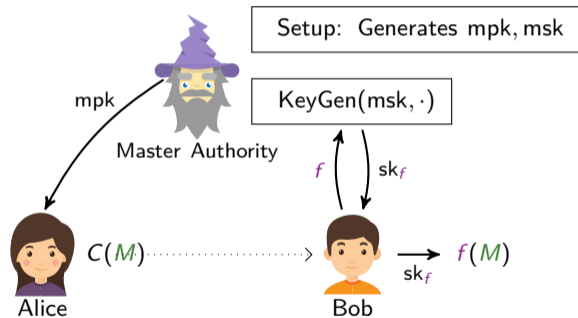 Setup: Generates mpk, msk
mpk
KeyGen(msk, ·)
Master Authority
f
sk_f
C(M)
sk_f
f(M)
Alice
Bob